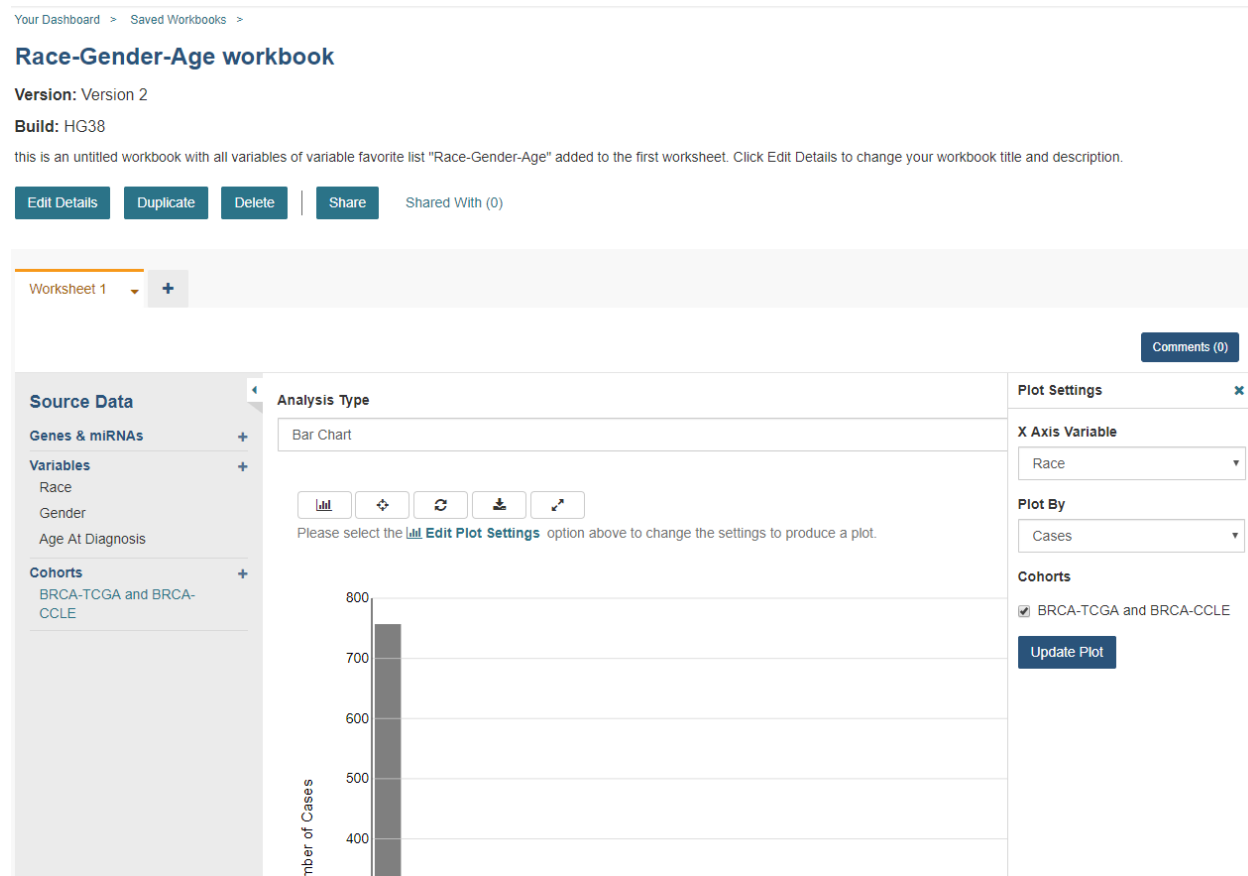 Your Dashboard > Saved Workbooks >
Race-Gender-Age workbook
Version: Version 2
Build: HG38
this is an untitled workbook with all variables of variable favorite list "Race-Gender-Age" added to the first worksheet. Click Edit Details to change your workbook title and description.
Edit Details Duplicate Delete Share Shared With (0)
Worksheet 1 +
Comments (0)
Source Data
Genes & miRNAs +
Variables +
Race
Gender
Age At Diagnosis
Cohorts +
BRCA-TCGA and BRCA-
CCLE
Analysis Type
Bar Chart
Please select the Edit Plot Settings option above to change the settings to produce a plot.
800
700
600
500
400
of Cases
Plot Settings ×
X Axis Variable
Race
Plot By
Cases
Cohorts
BRCA-TCGA and BRCA-CCLE
Update Plot